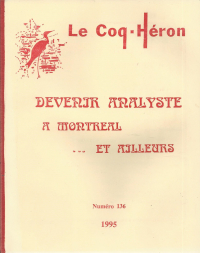 Le Coq-Héron
DEVENIR ANALYSTE
A MONTREAL
... ET AILLEURS
Numéro 136
1995